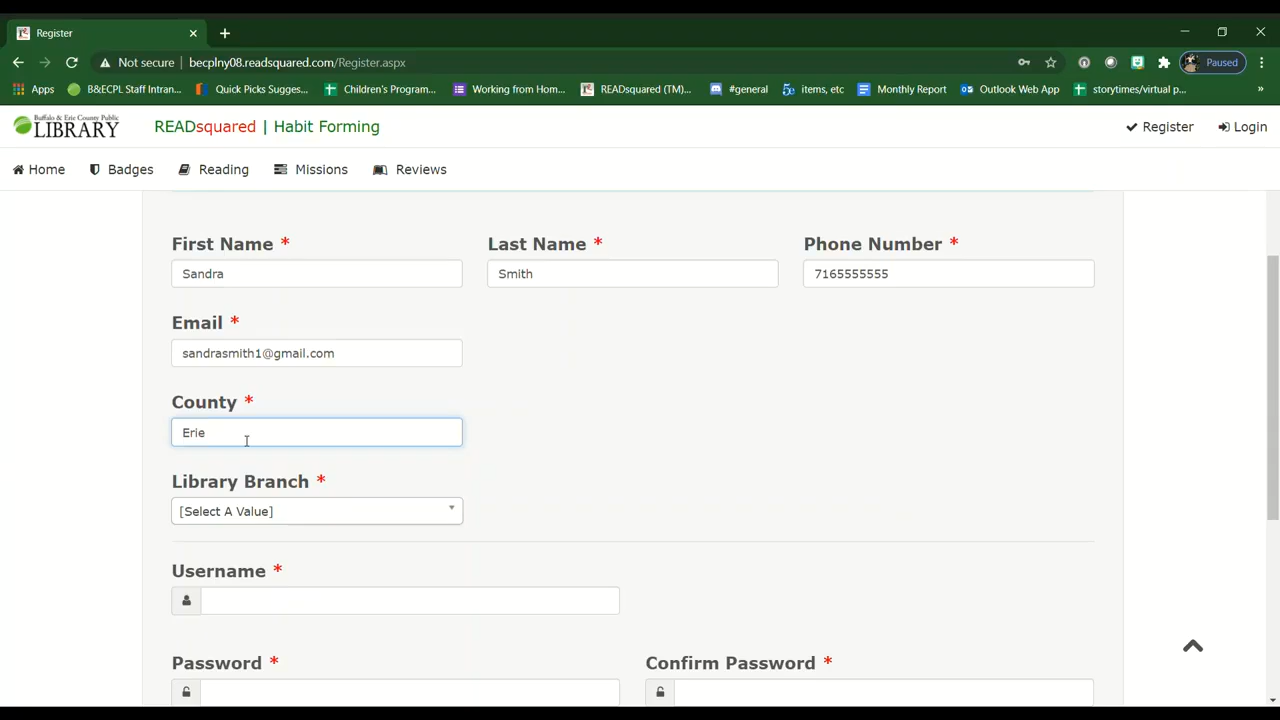 Register
Not secure | becplny08.readsquared.com/Register.aspx
Paused
Apps B&ECPL Staff Intran... Quick Picks Sugges... Children's Program... Working from Hom... READsquared (TM)... #general items, etc Monthly Report Outlook Web App storytimes/virtual p... »
Buffalo & Erie County Public
LIBRARY
READsquared | Habit Forming
Register Login
Home Badges Reading Missions Reviews
First Name * Last Name * Phone Number *
Sandra Smith 7165555555
Email *
sandrasmith1@gmail.com
County *
Erie
Library Branch *
[Select A Value]
Username *
Password * Confirm Password *